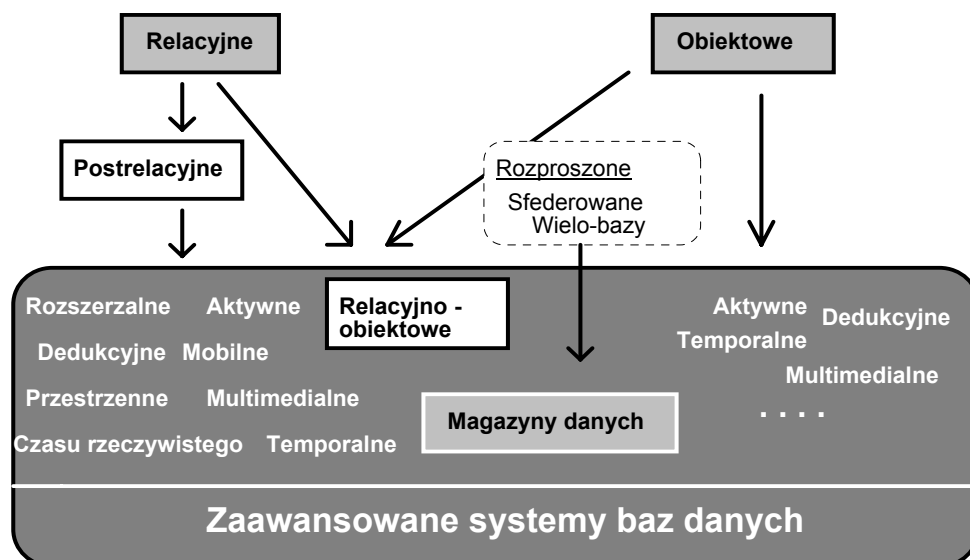 Relacyjne
Obiektowe
Postrelacyjne
Rozproszone
Sfederowane
Wielo-bazy
Rozszerzalne
Aktywne
Relacyjno -
obiektowe
Aktywne
Dedukcyjne
Temporalne
Dedukcyjne
Mobilne
Multimedialne
Przestrzenne
Multimedialne
. . . .
Magazyny danych
Czasu rzeczywistego
Temporalne
Zaawansowane systemy baz danych